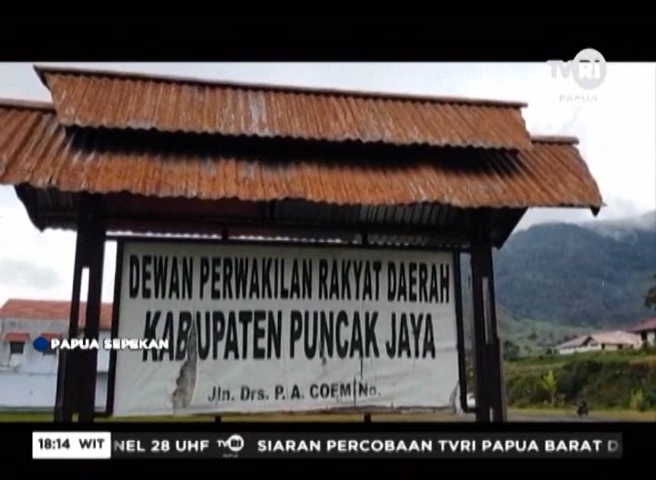 TVRI
PAPUA
DEWAN PERWAKILAN RAKYAT DAERAH
KABUPATEN PUNCAK JAYA
Jln. Drs. P. A. COEM No.
PAPUA SEPEKAN
18:14 WIT
NEL 28 UHF TVRI PAPUA SIARAN PERCOBAAN TVRI PAPUA BARAT D